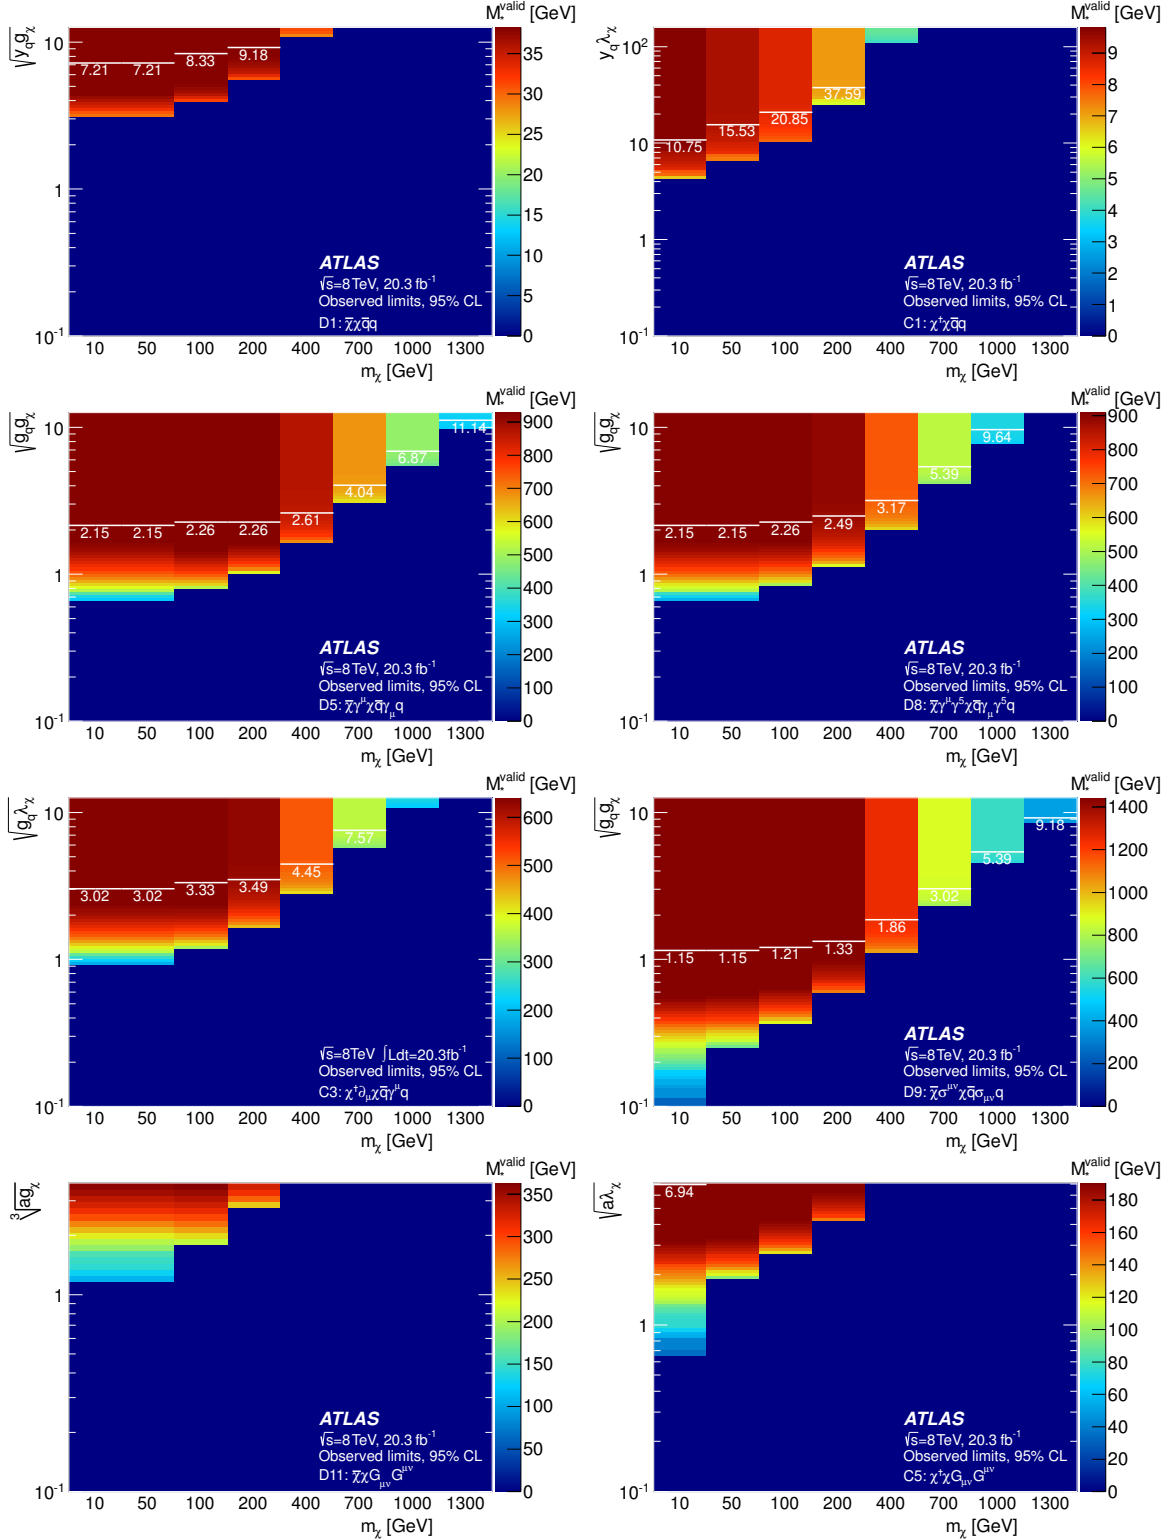 M*^valid [GeV]
√y_q g_χ
10
1
10^-1
7.21 7.21 8.33 9.18
ATLAS
√s=8 TeV, 20.3 fb^-1
Observed limits, 95% CL
D1: χ̄χq̄q
10 50 100 200 400 700 1000 1300
m_χ [GeV]
35
30
25
20
15
10
5
0
M*^valid [GeV]
y_q λ_χ
10^2
10
1
10^-1
10.75 15.53 20.85 37.59
ATLAS
√s=8 TeV, 20.3 fb^-1
Observed limits, 95% CL
C1: χ†χq̄q
10 50 100 200 400 700 1000 1300
m_χ [GeV]
9
8
7
6
5
4
3
2
1
0
M*^valid [GeV]
√g_q g_χ
10
1
10^-1
2.15 2.15 2.26 2.26 2.61 4.04 6.87 11.14
ATLAS
√s=8 TeV, 20.3 fb^-1
Observed limits, 95% CL
D5: χ̄γ^μχq̄γ_μq
10 50 100 200 400 700 1000 1300
m_χ [GeV]
900
800
700
600
500
400
300
200
100
0
M*^valid [GeV]
√g_q g_χ
10
1
10^-1
2.15 2.15 2.26 2.49 3.17 5.39 9.64
ATLAS
√s=8 TeV, 20.3 fb^-1
Observed limits, 95% CL
D8: χ̄γ^μγ^5χq̄γ_μγ^5q
10 50 100 200 400 700 1000 1300
m_χ [GeV]
900
800
700
600
500
400
300
200
100
0
M*^valid [GeV]
√g_q λ_χ
10
1
10^-1
3.02 3.02 3.33 3.49 4.45 7.57
√s=8TeV ∫Ldt=20.3fb^-1
Observed limits, 95% CL
C3: χ†∂_μχq̄γ^μq
10 50 100 200 400 700 1000 1300
m_χ [GeV]
600
500
400
300
200
100
0
M*^valid [GeV]
√g_q g_χ
10
1
10^-1
1.15 1.15 1.21 1.33 1.86 3.02 5.39 9.18
ATLAS
√s=8 TeV, 20.3 fb^-1
Observed limits, 95% CL
D9: χ̄σ^μνχq̄σ_μνq
10 50 100 200 400 700 1000 1300
m_χ [GeV]
1400
1200
1000
800
600
400
200
0
M*^valid [GeV]
∛ag_χ
1
10^-1
ATLAS
√s=8 TeV, 20.3 fb^-1
Observed limits, 95% CL
D11: χ̄χG_μνG^μν
10 50 100 200 400 700 1000 1300
m_χ [GeV]
350
300
250
200
150
100
50
0
M*^valid [GeV]
√aλ_χ
1
10^-1
6.94
ATLAS
√s=8 TeV, 20.3 fb^-1
Observed limits, 95% CL
C5: χ†χG_μνG^μν
10 50 100 200 400 700 1000 1300
m_χ [GeV]
180
160
140
120
100
80
60
40
20
0